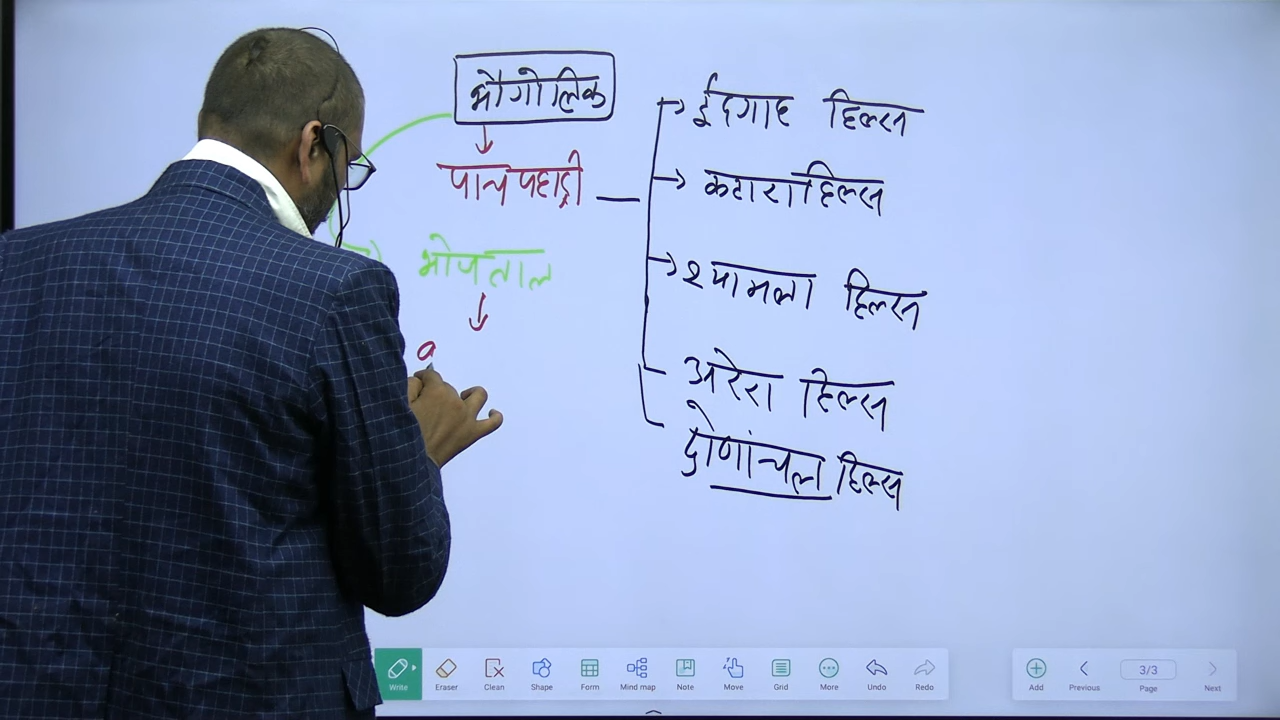 भौगोलिक
पाच पहाड़ी
भोजताल
ईदगाह हिल्स
कटारा हिल्स
श्यामला हिल्स
अरेरा हिल्स
द्रोणांचल हिल्स
Write
Eraser
Clean
Shape
Form
Mind map
Note
Move
Grid
More
Undo
Redo
Add
Previous
3/3
Page
Next